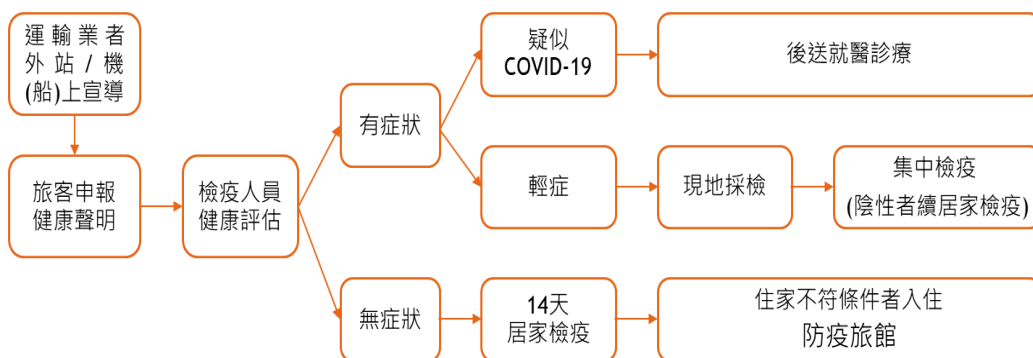 運輸業者
外站/機
(船)上宣導
旅客申報
健康聲明
檢疫人員
健康評估
有症狀
疑似
COVID-19
後送就醫診療
輕症
現地採檢
集中檢疫
(陰性者續居家檢疫)
無症狀
14天
居家檢疫
住家不符條件者入住
防疫旅館